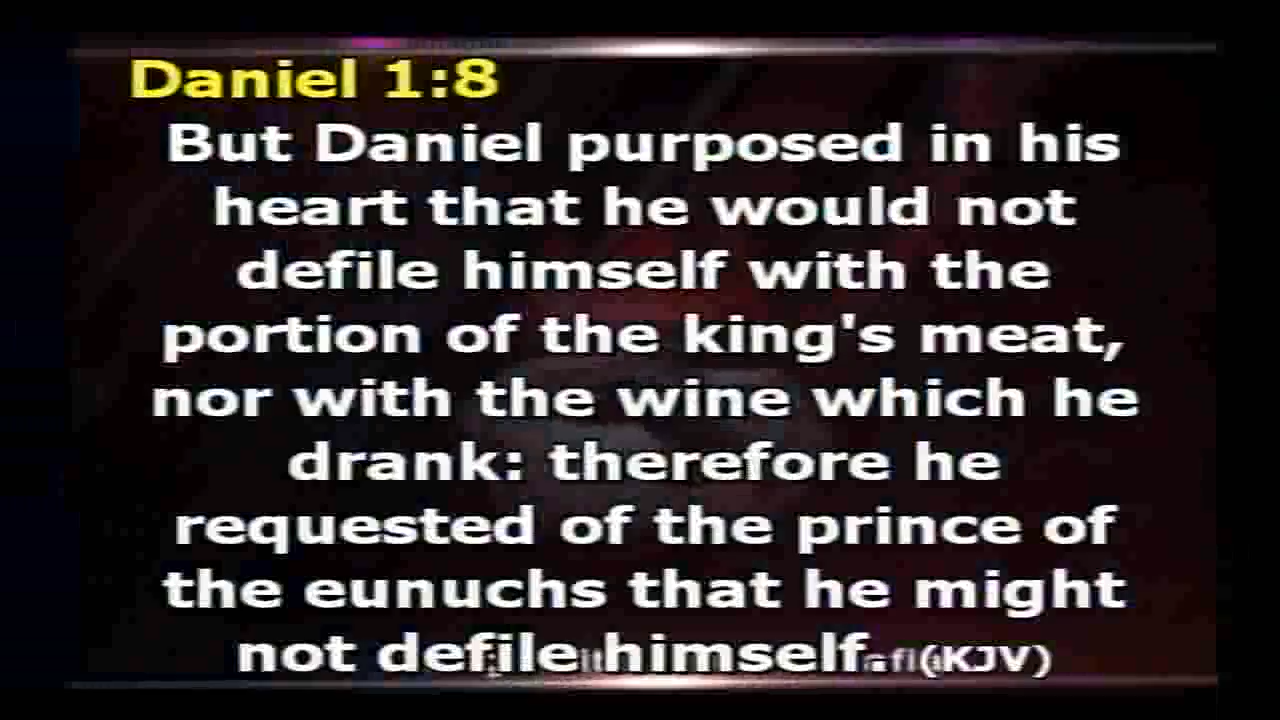 Daniel 1:8
But Daniel purposed in his
heart that he would not
defile himself with the
portion of the king's meat,
nor with the wine which he
drank: therefore he
requested of the prince of
the eunuchs that he might
not defile himself. (KJV)